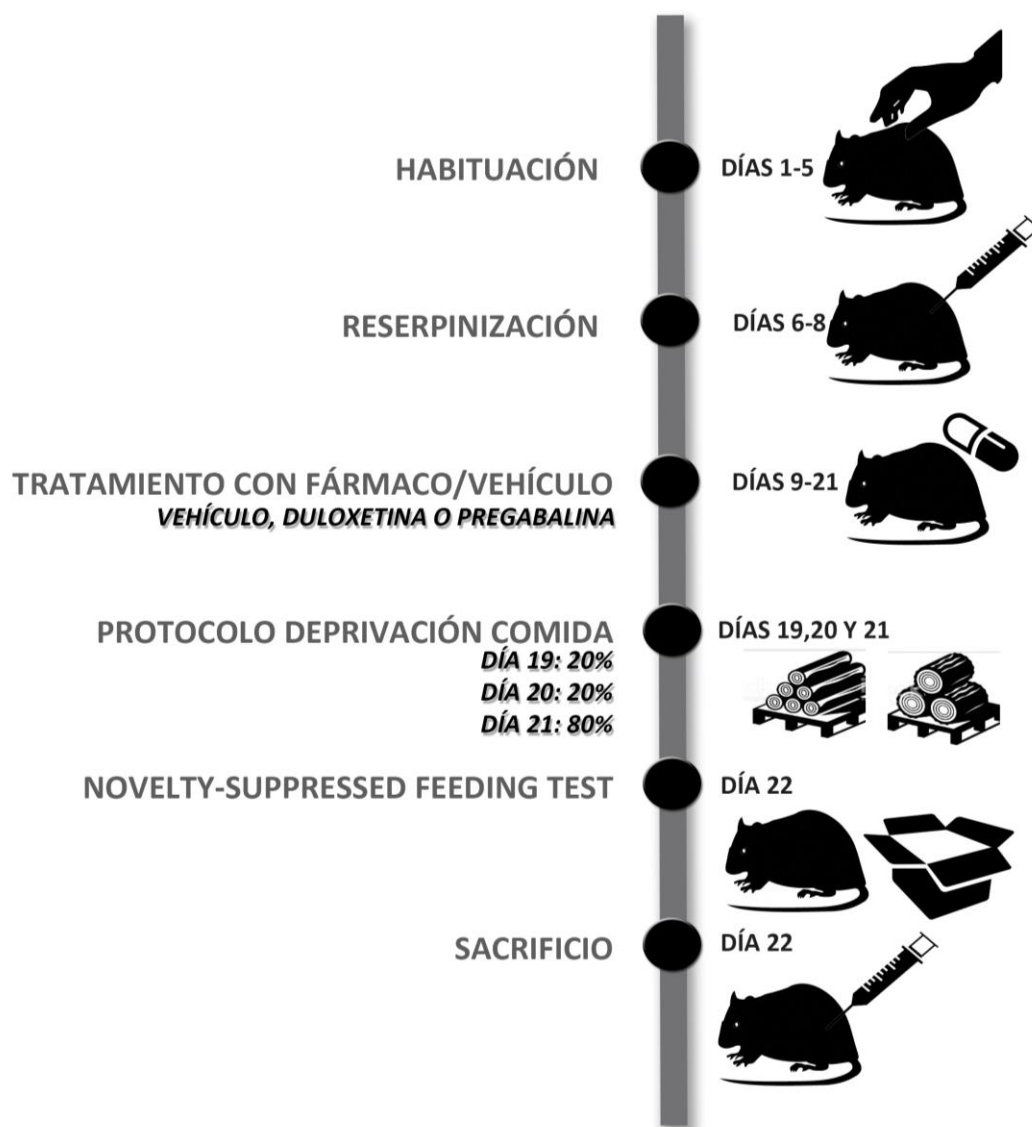 HABITUACIÓN
DÍAS 1-5
RESERPINIZACIÓN
DÍAS 6-8
TRATAMIENTO CON FÁRMACO/VEHÍCULO
VEHÍCULO, DULOXETINA O PREGABALINA
DÍAS 9-21
PROTOCOLO DEPRIVACIÓN COMIDA
DÍA 19: 20%
DÍA 20: 20%
DÍA 21: 80%
DÍAS 19,20 Y 21
NOVELTY-SUPPRESSED FEEDING TEST
DÍA 22
SACRIFICIO
DÍA 22